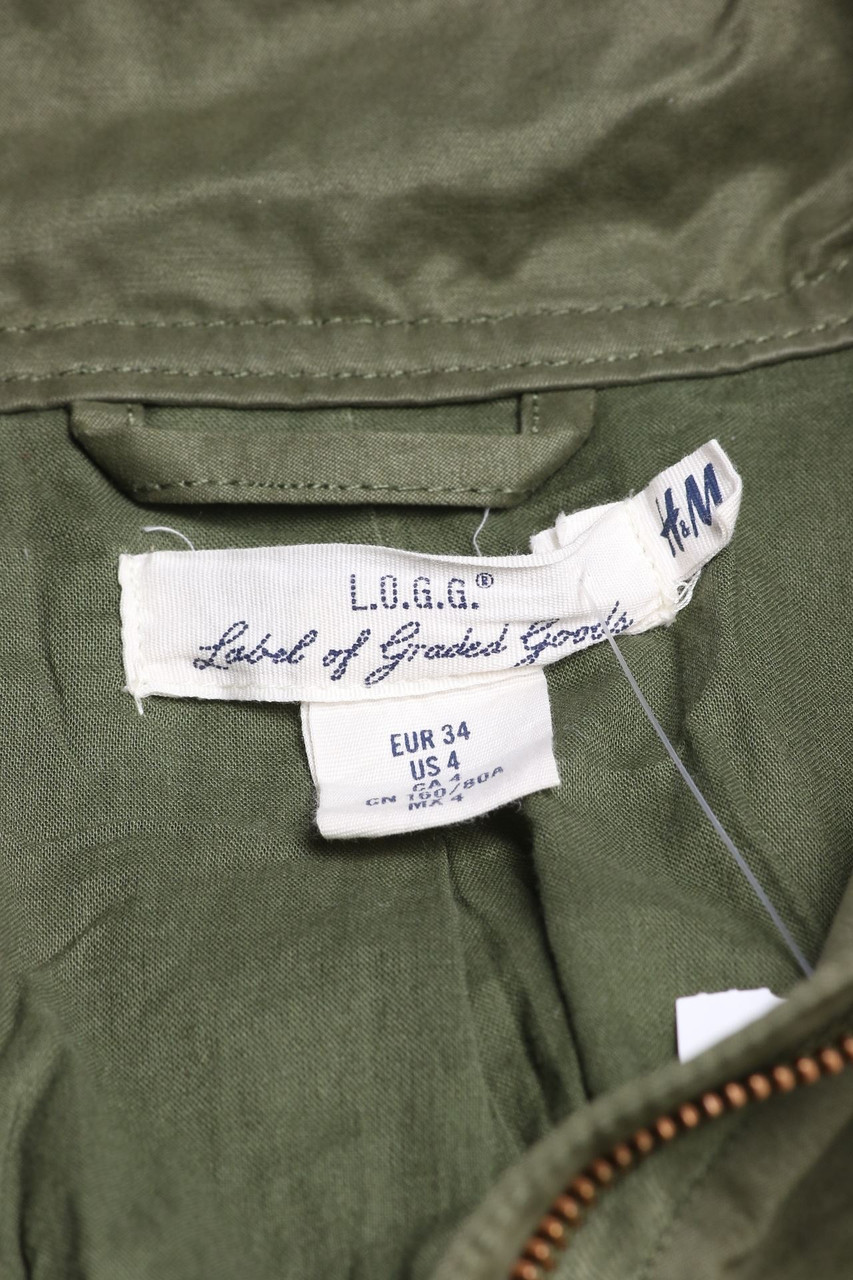 H&M
L.O.G.G.®
Label of Graded Goods
EUR 34
US 4
CA 4
CN 160/80A
MX 4